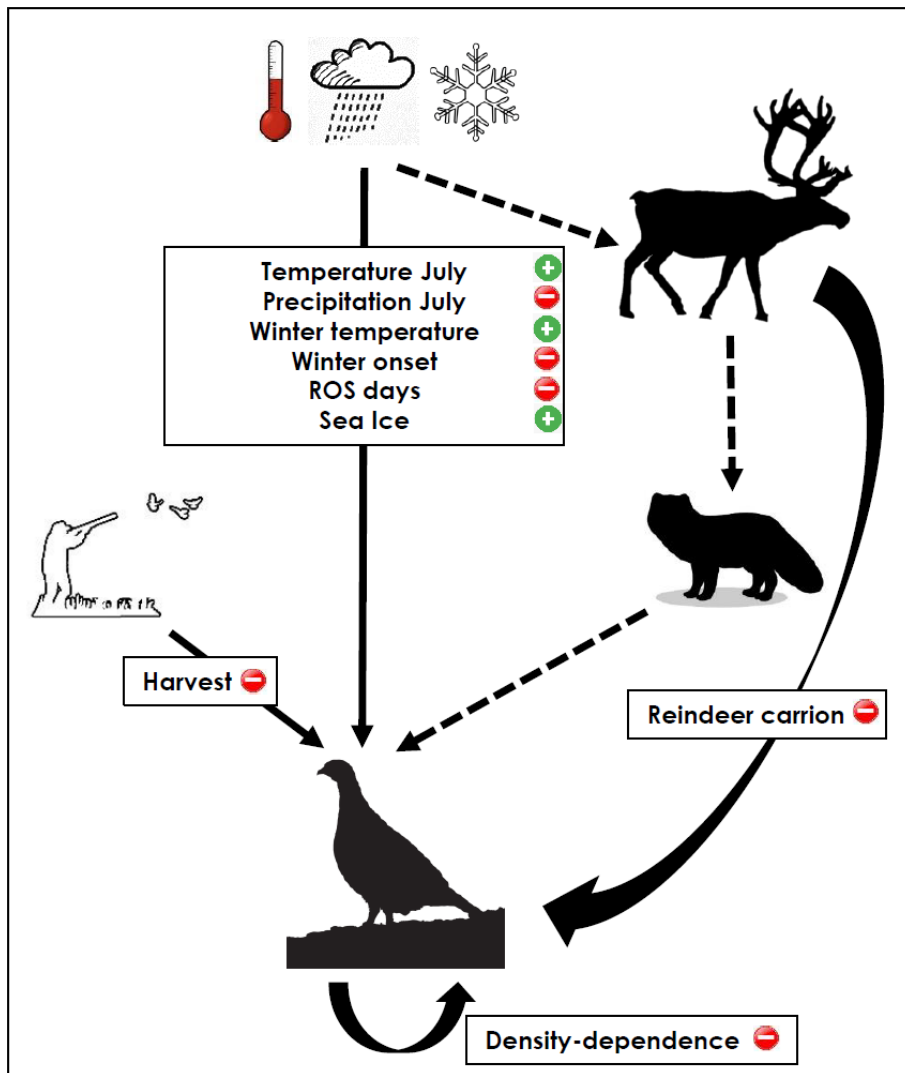 Temperature July
Precipitation July
Winter temperature
Winter onset
ROS days
Sea Ice
Harvest
Reindeer carrion
Density-dependence